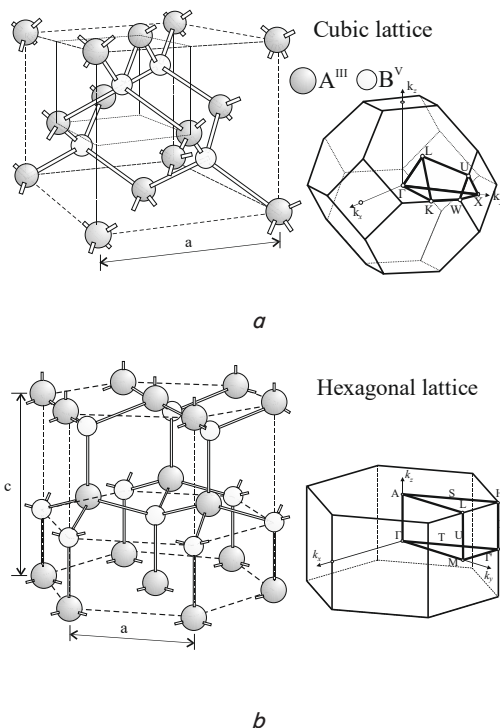 Cubic lattice
A^III B^V
k_z
L
U
Γ
X
k_x
K
W
a
a
Hexagonal lattice
c
k_z
A
S
L
H
Γ
T
U
k_x
M
k_y
a
b